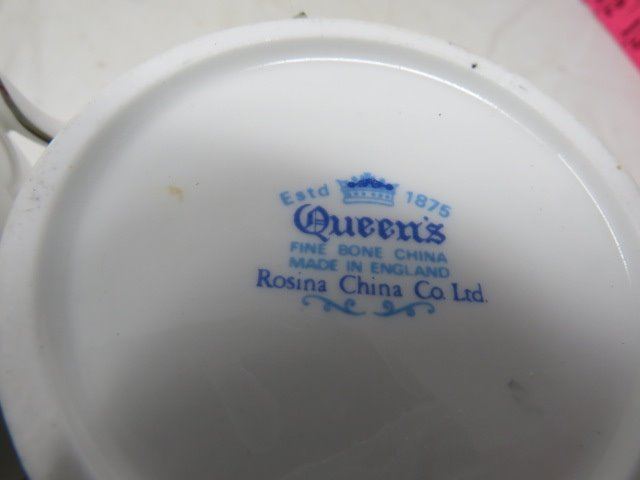 Estd 1875
Queen's
FINE BONE CHINA
MADE IN ENGLAND
Rosina China Co. Ltd.